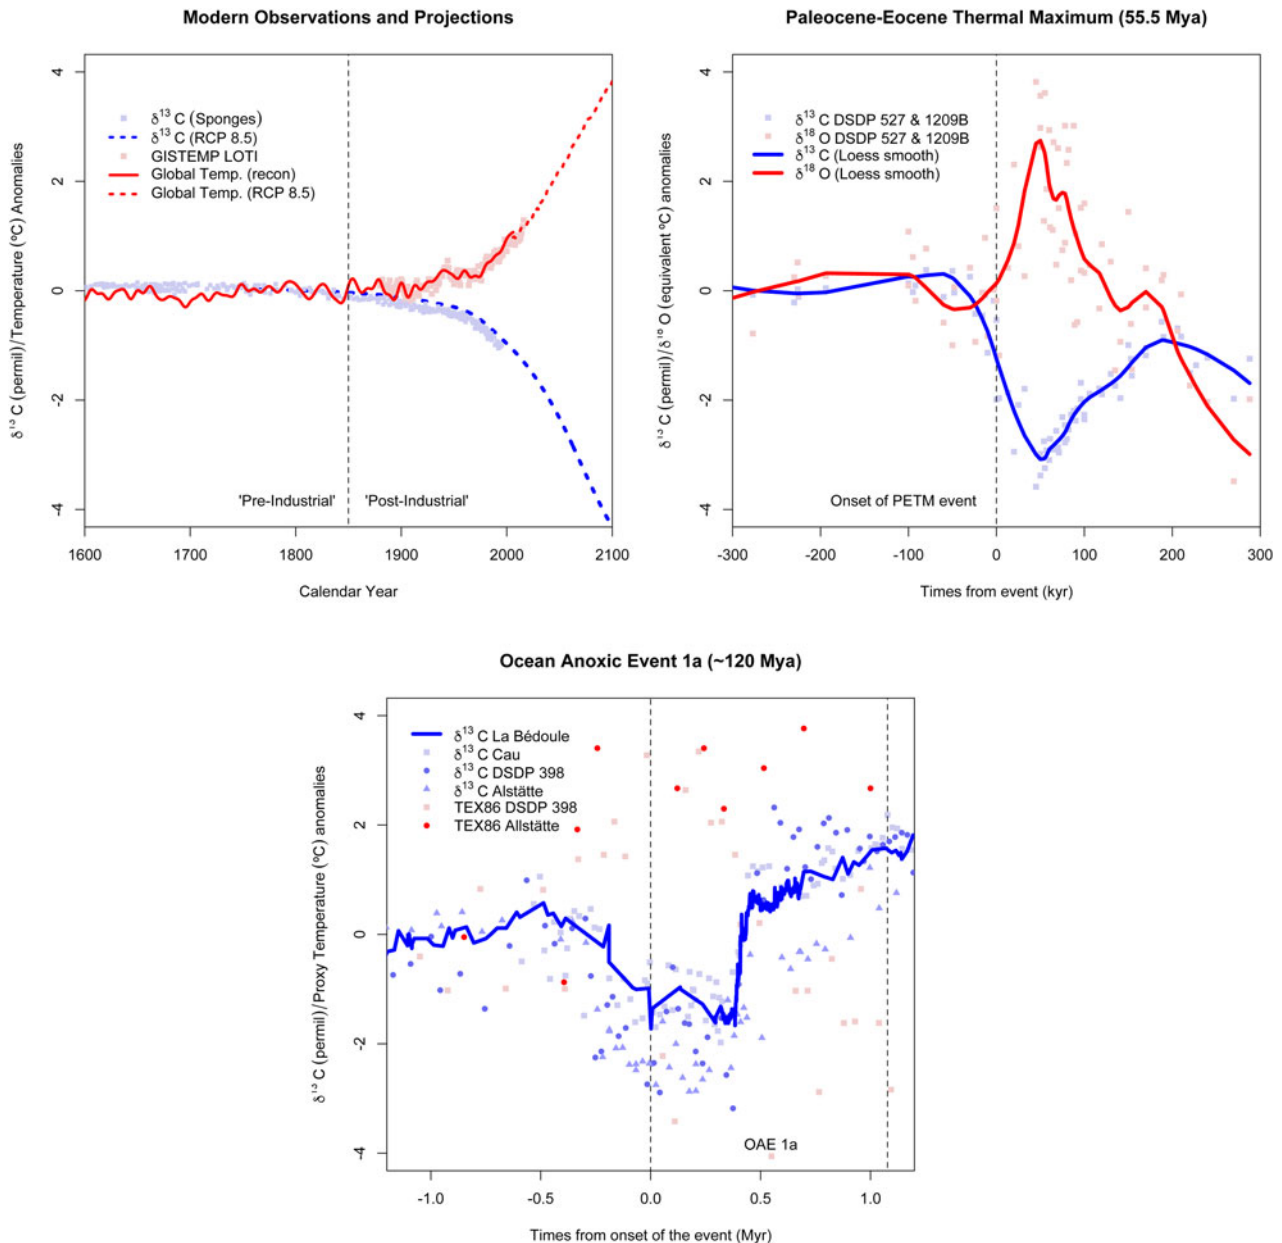 Modern Observations and Projections
δ¹³ C (permil)/Temperature (ºC) Anomalies
4
2
0
-2
-4
δ¹³ C (Sponges)
δ¹³ C (RCP 8.5)
GISTEMP LOTI
Global Temp. (recon)
Global Temp. (RCP 8.5)
'Pre-Industrial'
'Post-Industrial'
1600
1700
1800
1900
2000
2100
Calendar Year
Paleocene-Eocene Thermal Maximum (55.5 Mya)
δ¹³ C (permil)/δ¹⁸ O (equivalent ºC) anomalies
4
2
0
-2
-4
δ¹³ C DSDP 527 & 1209B
δ¹⁸ O DSDP 527 & 1209B
δ¹³ C (Loess smooth)
δ¹⁸ O (Loess smooth)
Onset of PETM event
-300
-200
-100
0
100
200
300
Times from event (kyr)
Ocean Anoxic Event 1a (~120 Mya)
δ¹³ C (permil)/Proxy Temperature (ºC) anomalies
4
2
0
-2
-4
δ¹³ C La Bédoule
δ¹³ C Cau
δ¹³ C DSDP 398
δ¹³ C Alstätte
TEX86 DSDP 398
TEX86 Allstätte
OAE 1a
-1.0
-0.5
0.0
0.5
1.0
Times from onset of the event (Myr)